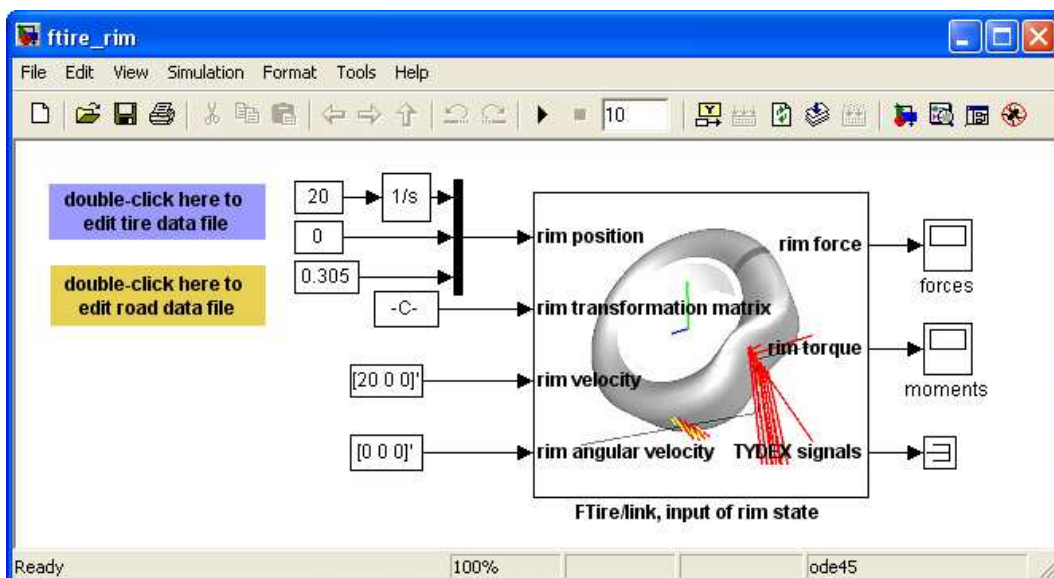 ftire_rim
File Edit View Simulation Format Tools Help
10
double-click here to
edit tire data file
double-click here to
edit road data file
20
1/s
0
0.305
-C-
[20 0 0]'
[0 0 0]'
rim position
rim transformation matrix
rim velocity
rim angular velocity
rim force
rim torque
TYDEX signals
forces
moments
FTire/link, input of rim state
Ready 100% ode45